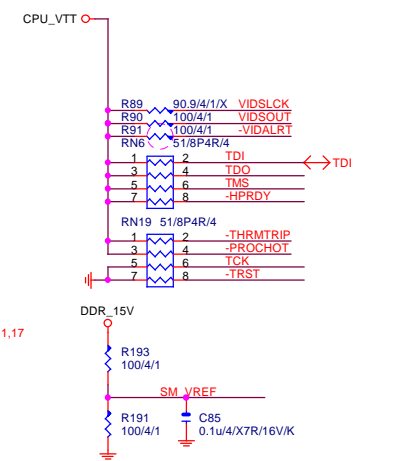 CPU_VTT
R89 90.9/4/1/X VIDSLCK
R90 100/4/1 VIDSOUT
R91 100/4/1 -VIDALRT
RN6 51/8P4R/4
1 2 TDI TDI
3 4 TDO
5 6 TMS
7 8 -HPRDY
RN19 51/8P4R/4
1 2 -THRMTRIP
3 4 -PROCHOT
5 6 TCK
7 8 -TRST
DDR_15V
1,17
R193
100/4/1
SM_VREF
R191 C85
100/4/1 0.1u/4/X7R/16V/K